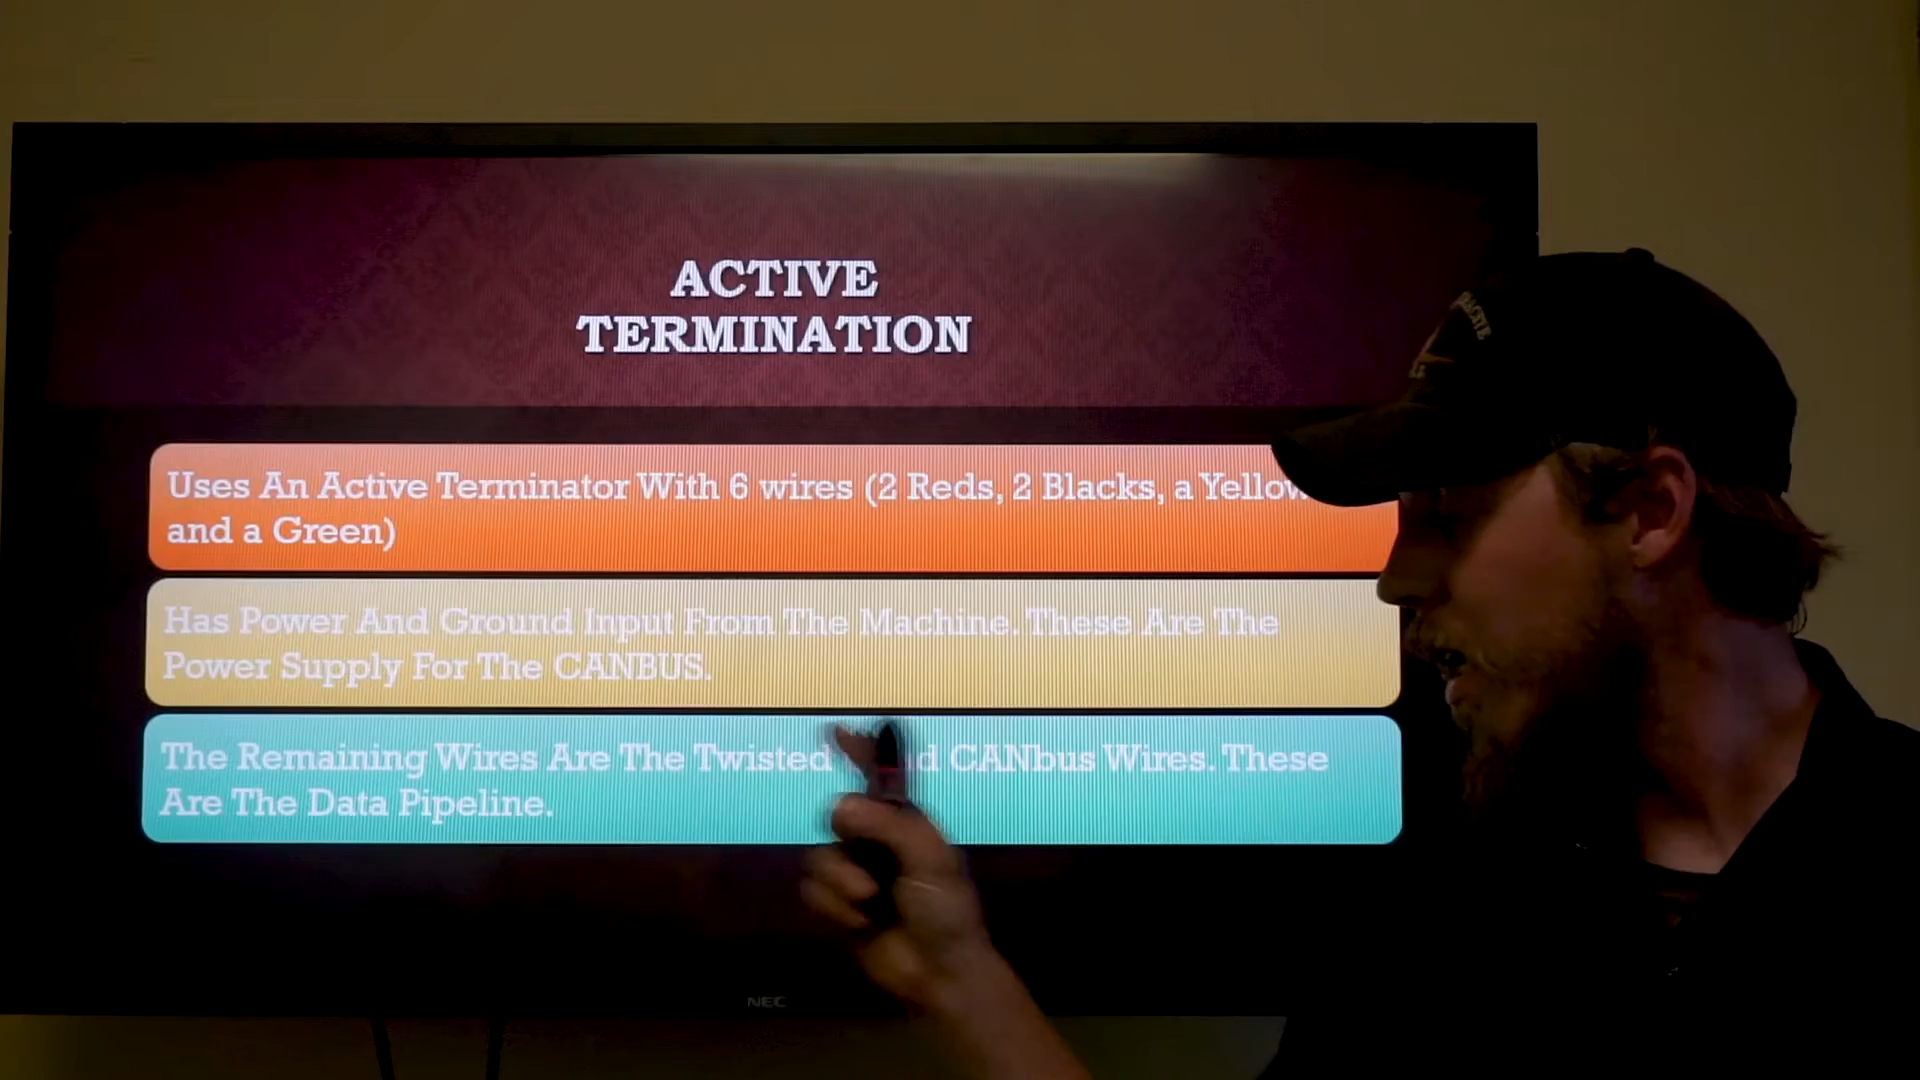 ACTIVE
TERMINATION
Uses An Active Terminator With 6 wires (2 Reds, 2 Blacks, a Yellow
and a Green)
Has Power And Ground Input From The Machine. These Are The
Power Supply For The CANBUS.
The Remaining Wires Are The Twisted CANbus Wires. These
Are The Data Pipeline.
NEC